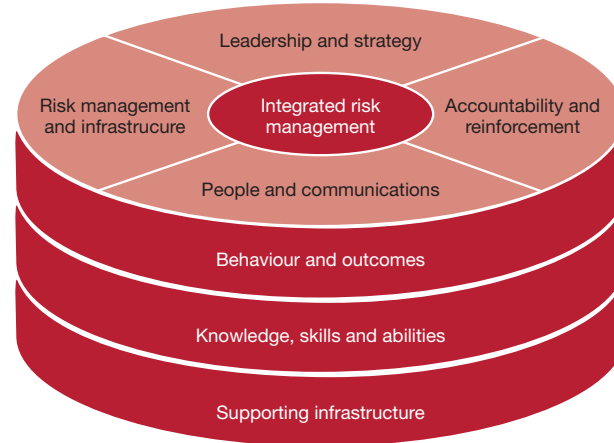 Leadership and strategy
Risk management
and infrastrucure
Integrated risk
management
Accountability and
reinforcement
People and communications
Behaviour and outcomes
Knowledge, skills and abilities
Supporting infrastructure